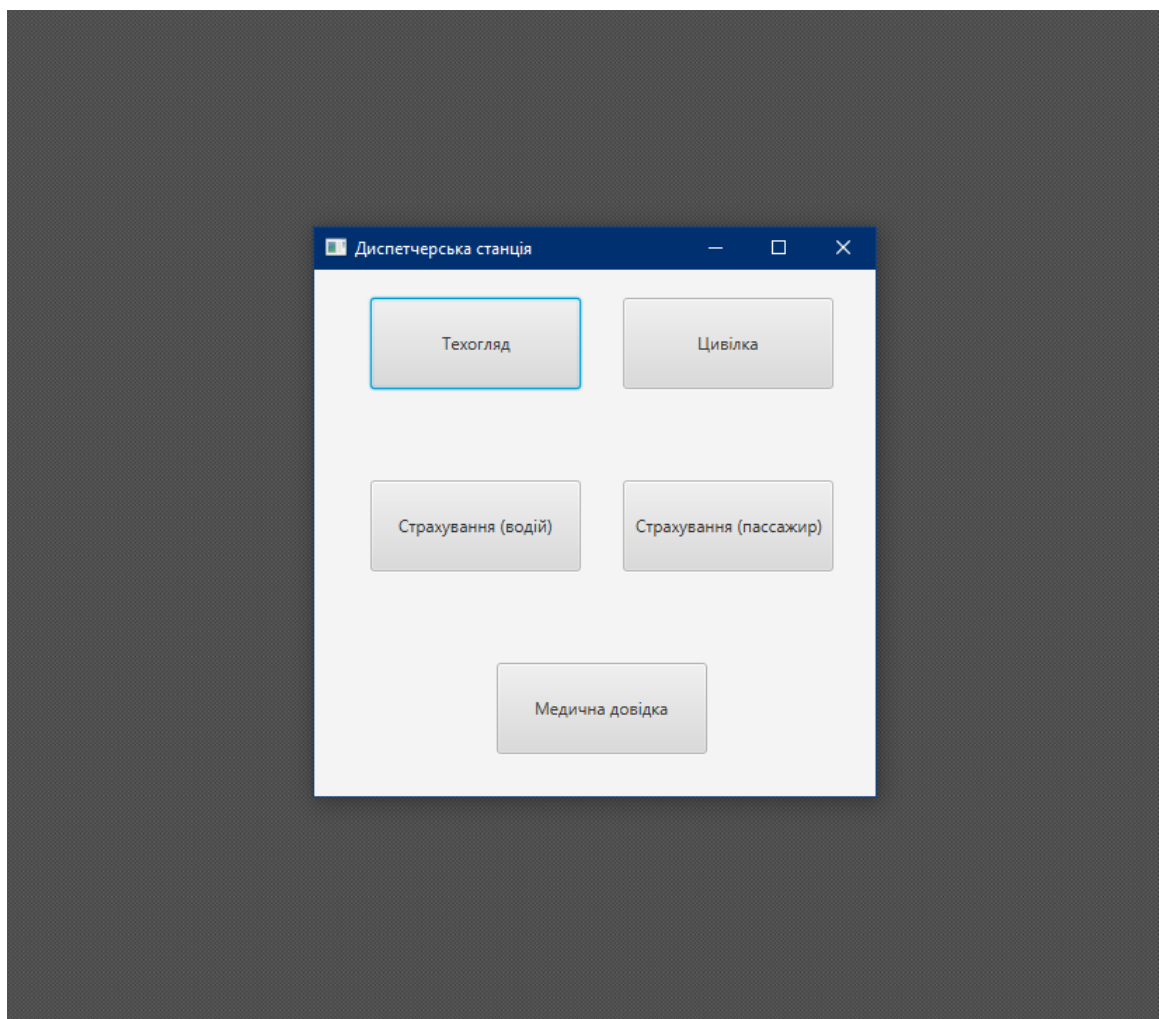 Диспетчерська станція
Техогляд
Цивілка
Страхування (водій)
Страхування (пассажир)
Медична довідка